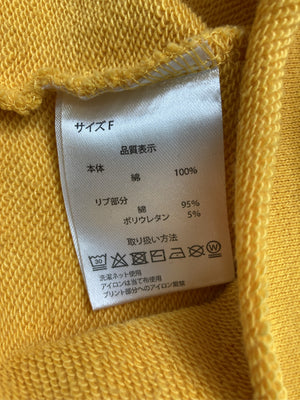 サイズ F
品質表示
本体
綿 100%
リブ部分
綿 95%
ポリウレタン 5%
取り扱い方法
30 W
洗濯ネット使用
アイロンは当て布使用
プリント部分へのアイロン厳禁